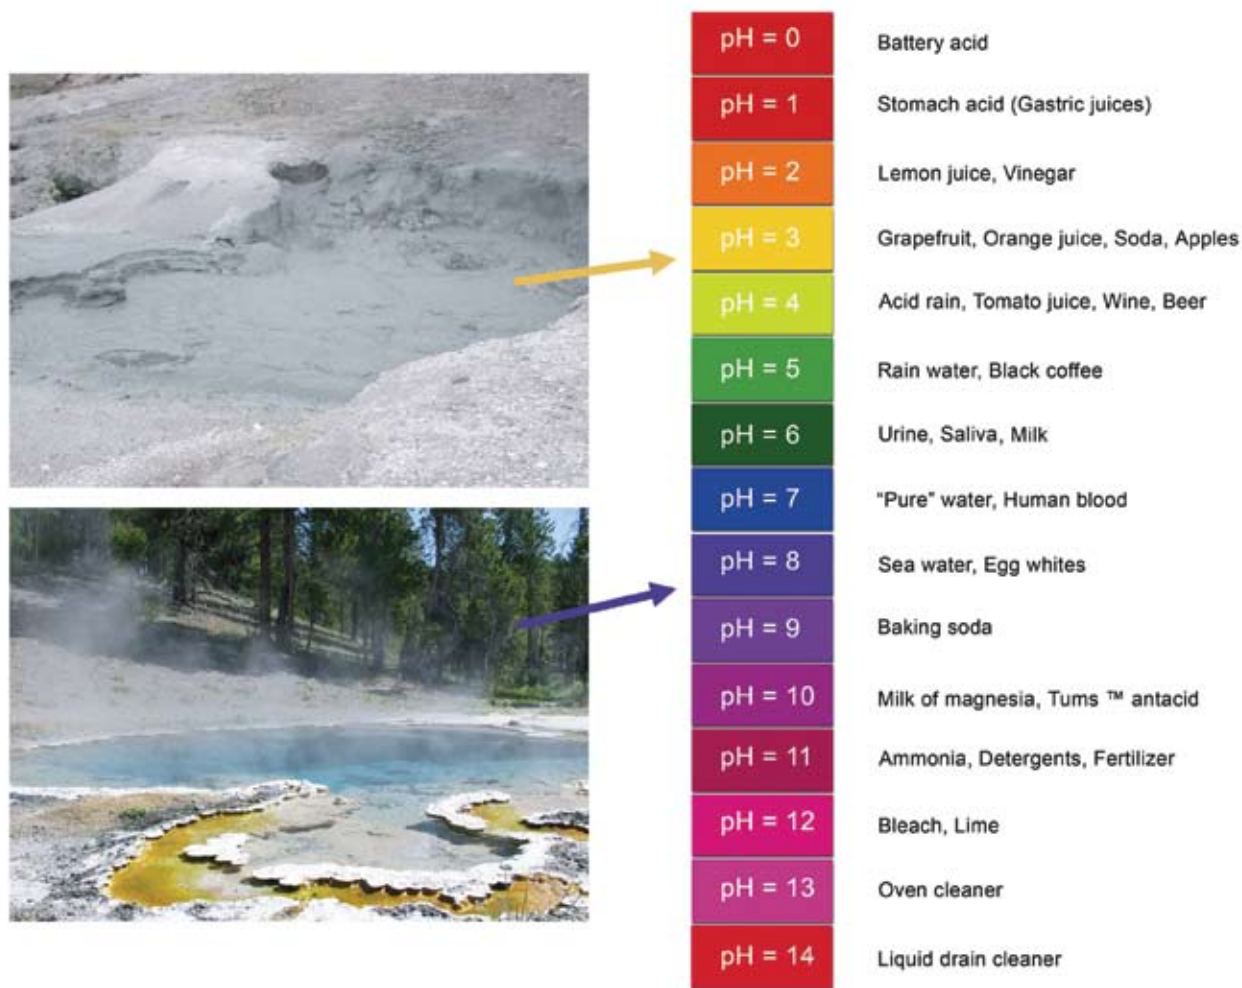 pH = 0 Battery acid
pH = 1 Stomach acid (Gastric juices)
pH = 2 Lemon juice, Vinegar
pH = 3 Grapefruit, Orange juice, Soda, Apples
pH = 4 Acid rain, Tomato juice, Wine, Beer
pH = 5 Rain water, Black coffee
pH = 6 Urine, Saliva, Milk
pH = 7 “Pure” water, Human blood
pH = 8 Sea water, Egg whites
pH = 9 Baking soda
pH = 10 Milk of magnesia, Tums ™ antacid
pH = 11 Ammonia, Detergents, Fertilizer
pH = 12 Bleach, Lime
pH = 13 Oven cleaner
pH = 14 Liquid drain cleaner